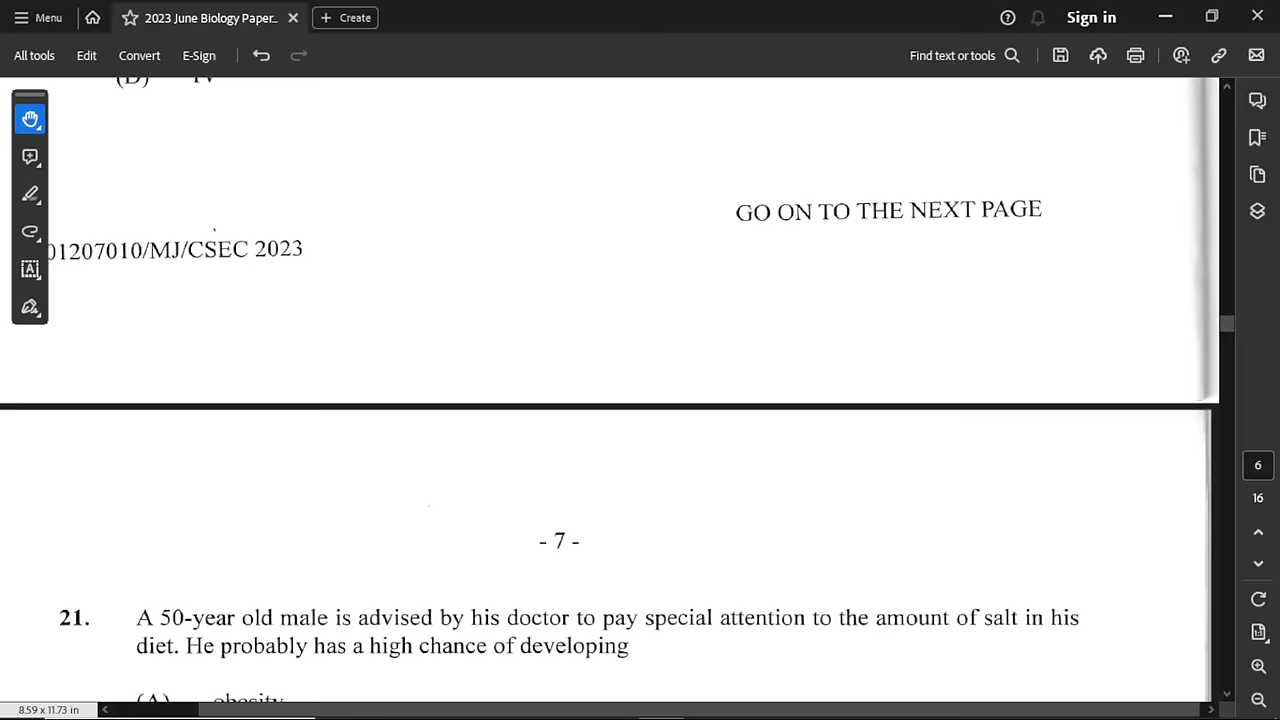 Menu
2023 June Biology Paper...
Create
Sign in
All tools
Edit
Convert
E-Sign
Find text or tools
(D) IV
GO ON TO THE NEXT PAGE
01207010/MJ/CSEC 2023
6
16
- 7 -
21. A 50-year old male is advised by his doctor to pay special attention to the amount of salt in his
diet. He probably has a high chance of developing
(A) obesity
8.59 x 11.73 in